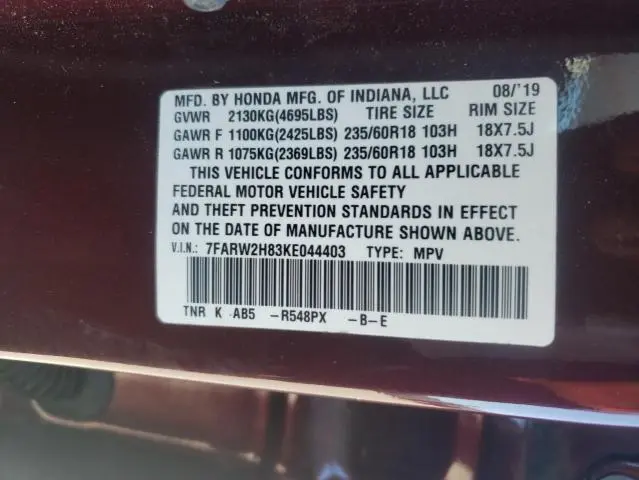 MFD. BY HONDA MFG. OF INDIANA, LLC 08/'19
GVWR 2130KG(4695LBS) TIRE SIZE RIM SIZE
GAWR F 1100KG(2425LBS) 235/60R18 103H 18X7.5J
GAWR R 1075KG(2369LBS) 235/60R18 103H 18X7.5J
THIS VEHICLE CONFORMS TO ALL APPLICABLE
FEDERAL MOTOR VEHICLE SAFETY
AND THEFT PREVENTION STANDARDS IN EFFECT
ON THE DATE OF MANUFACTURE SHOWN ABOVE.
V.I.N.: 7FARW2H83KE044403 TYPE: MPV
TNR K AB5 -R548PX -B-E